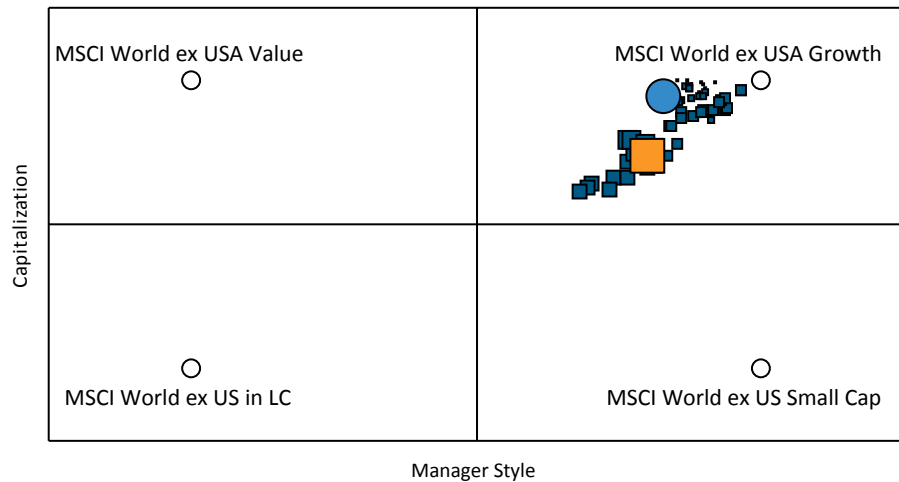 MSCI World ex USA Value
MSCI World ex USA Growth
Capitalization
MSCI World ex US in LC
MSCI World ex US Small Cap
Manager Style